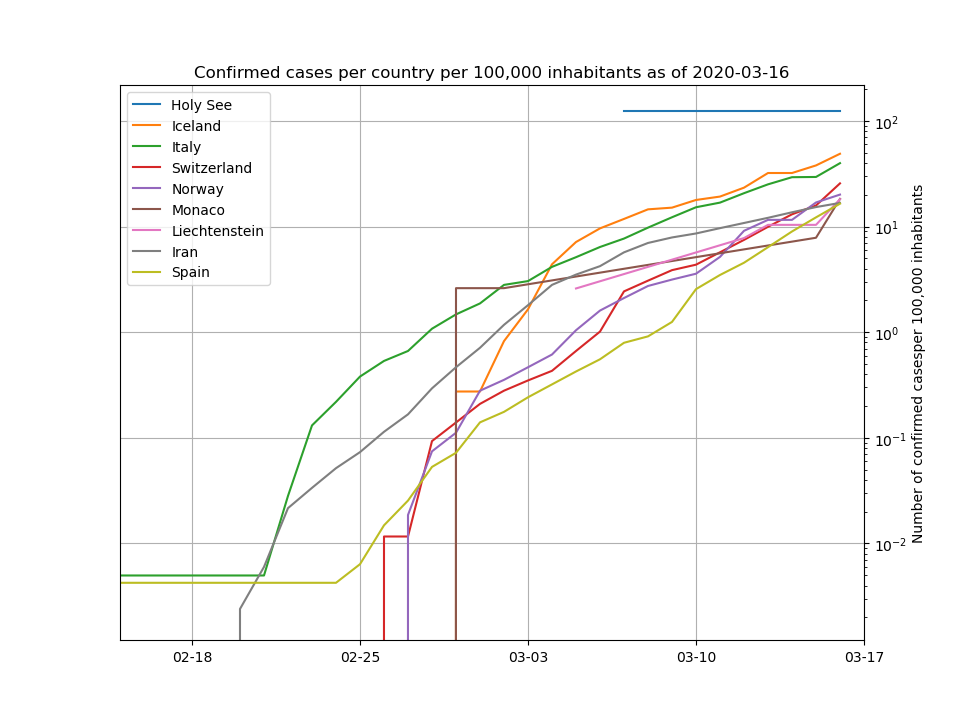 Confirmed cases per country per 100,000 inhabitants as of 2020-03-16
Holy See
Iceland
Italy
Switzerland
Norway
Monaco
Liechtenstein
Iran
Spain
10²
10¹
10⁰
10⁻¹
10⁻²
Number of confirmed casesper 100,000 inhabitants
02-18 02-25 03-03 03-10 03-17